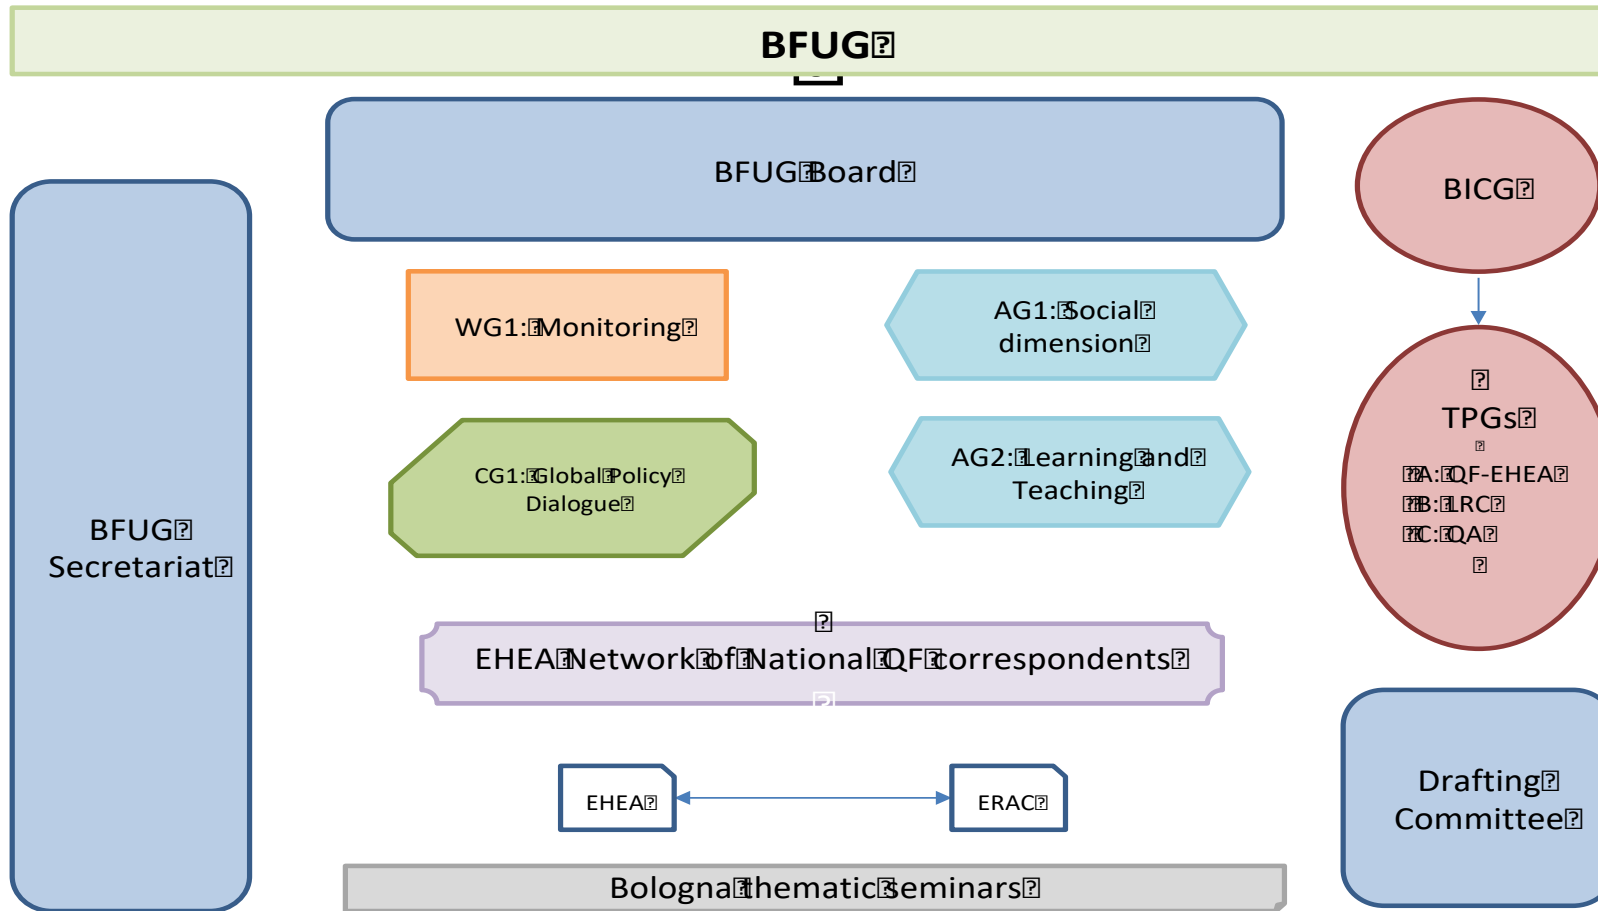 BFUG
BFUG Board
BICG
WG1: Monitoring
AG1: Social
dimension
TPGs
A: QF-EHEA
B: LRC
C: QA
CG1: Global Policy
Dialogue
AG2: Learning and
Teaching
BFUG
Secretariat
EHEA Network of National QF correspondents
Drafting
Committee
EHEA
ERAC
Bologna thematic seminars